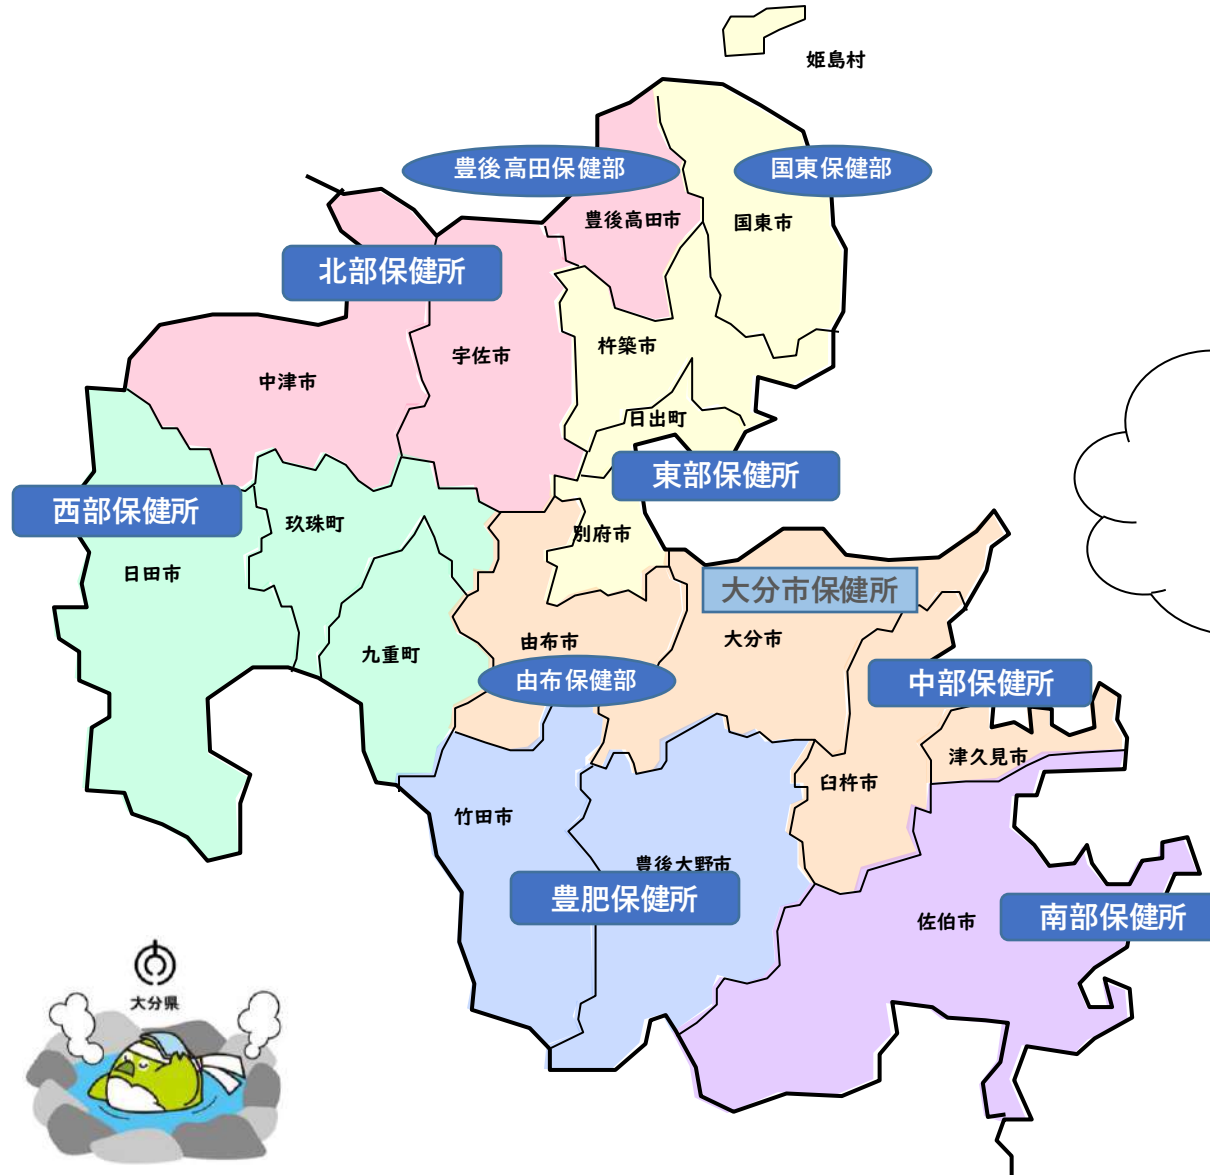 姫島村
豊後高田保健部
国東保健部
豊後高田市
国東市
北部保健所
宇佐市
杵築市
中津市
日出町
東部保健所
西部保健所
玖珠町
別府市
日田市
大分市保健所
大分市
由布市
九重町
由布保健部
中部保健所
津久見市
臼杵市
竹田市
豊後大野市
豊肥保健所
佐伯市
南部保健所
大分県